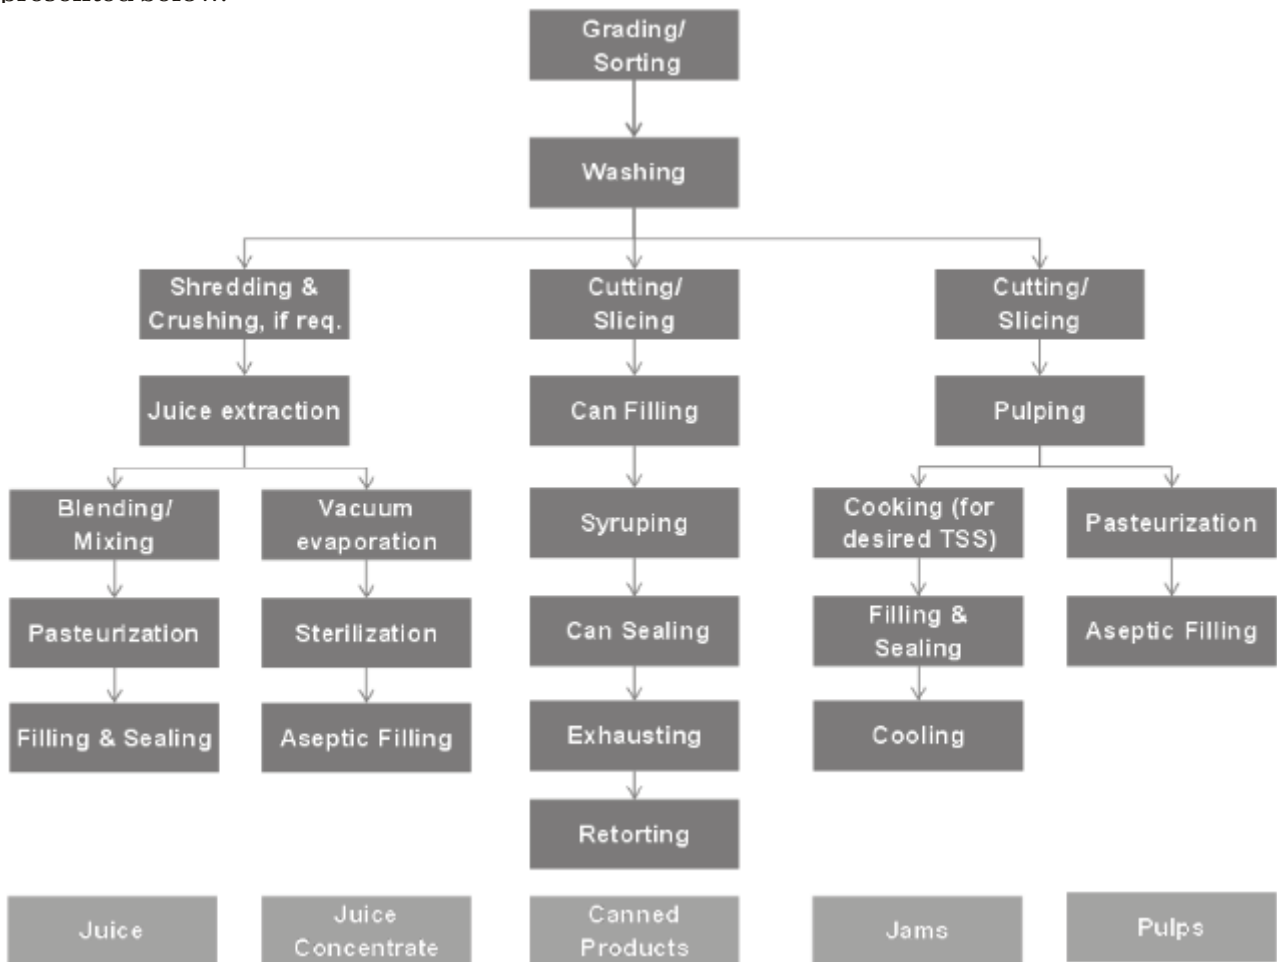 presented below.
Grading/
Sorting
Washing
Shredding &
Crushing, if req.
Cutting/
Slicing
Cutting/
Slicing
Juice extraction
Can Filling
Pulping
Blending/
Mixing
Vacuum
evaporation
Syruping
Cooking (for
desired TSS)
Pasteurization
Pasteurization
Sterilization
Can Sealing
Filling &
Sealing
Aseptic Filling
Filling & Sealing
Aseptic Filling
Exhausting
Cooling
Retorting
Juice
Juice
Concentrate
Canned
Products
Jams
Pulps